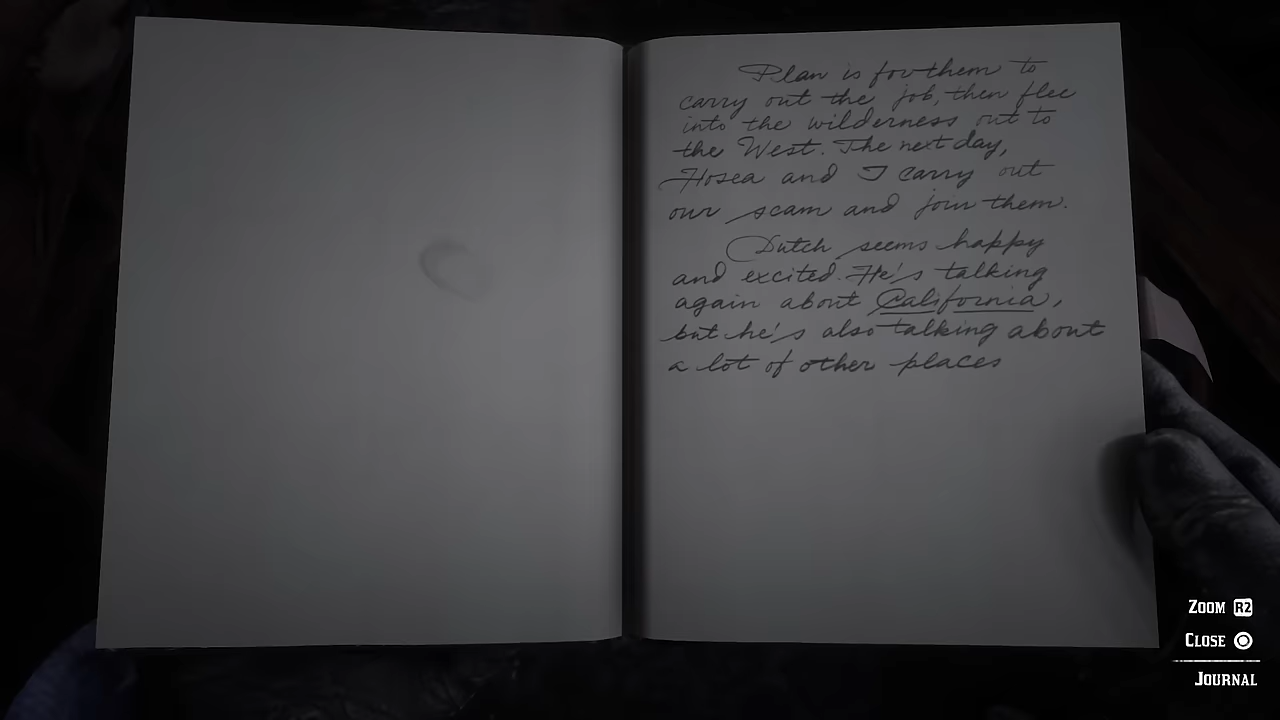 Plan is for them to
carry out the job, then flee
into the wilderness out to
the West. The next day,
Hosea and I carry out
our scam and join them.
Dutch seems happy
and excited. He's talking
again about California,
but he's also talking about
a lot of other places
ZOOM R2
CLOSE
JOURNAL